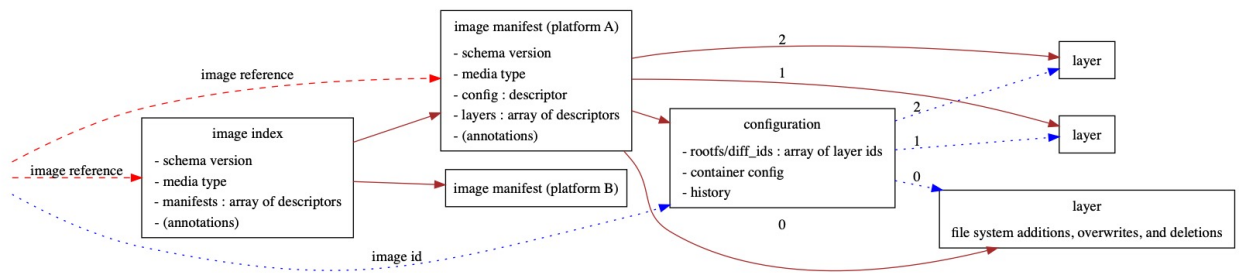 image reference
image reference
image id
image index
- schema version
- media type
- manifests : array of descriptors
- (annotations)
image manifest (platform A)
- schema version
- media type
- config : descriptor
- layers : array of descriptors
- (annotations)
image manifest (platform B)
configuration
- rootfs/diff_ids : array of layer ids
- container config
- history
2
1
0
2
1
0
layer
layer
layer
file system additions, overwrites, and deletions